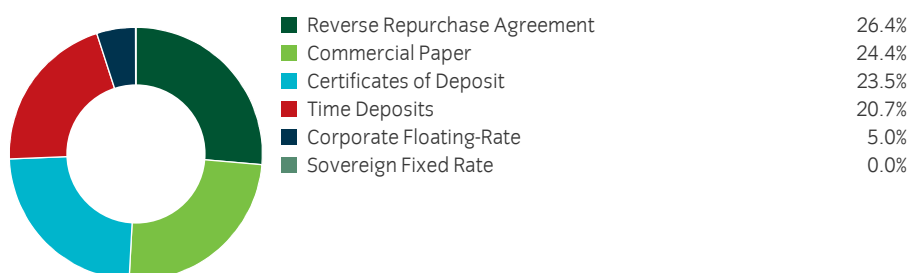 Reverse Repurchase Agreement 26.4%
Commercial Paper 24.4%
Certificates of Deposit 23.5%
Time Deposits 20.7%
Corporate Floating-Rate 5.0%
Sovereign Fixed Rate 0.0%